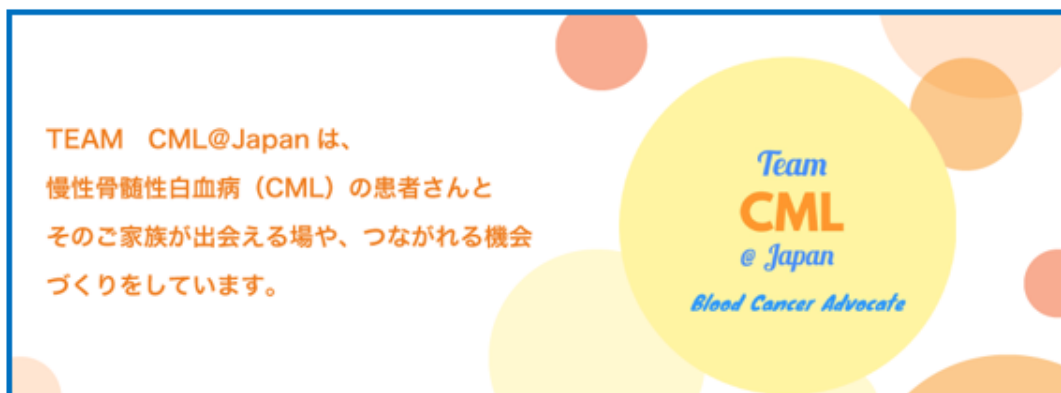 TEAM　CML@Japan は、
慢性骨髄性白血病（CML）の患者さんと
そのご家族が出会える場や、つながれる機会
づくりをしています。
Team
CML
@ Japan
Blood Cancer Advocate